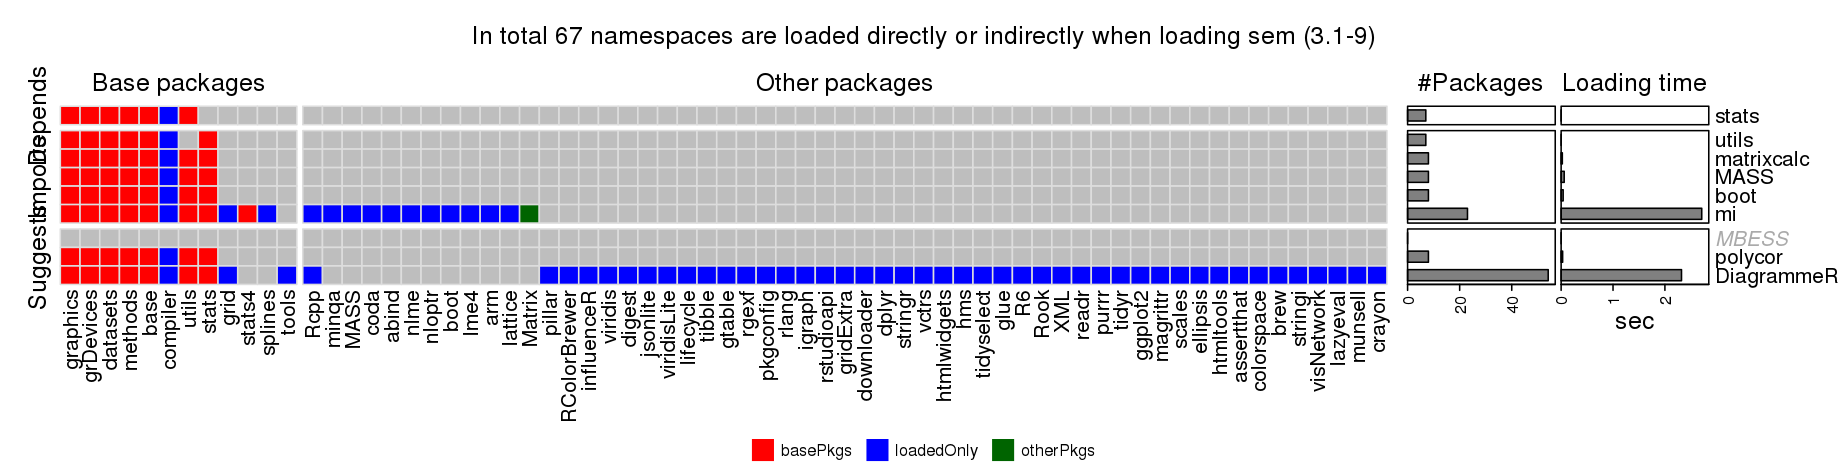 In total 67 namespaces are loaded directly or indirectly when loading sem (3.1-9)
Base packages
Other packages
#Packages
Loading time
Depends
Imports
Suggests
stats
utils
matrixcalc
MASS
boot
mi
MBESS
polycor
DiagrammeR
graphics
grDevices
datasets
methods
base
compiler
utils
stats
grid
stats4
splines
tools
Rcpp
minqa
MASS
coda
abind
nlme
nloptr
boot
lme4
arm
lattice
Matrix
pillar
RColorBrewer
influenceR
viridis
digest
jsonlite
viridisLite
lifecycle
tibble
gtable
rgexf
pkgconfig
rlang
igraph
rstudioapi
gridExtra
downloader
dplyr
stringr
vctrs
htmlwidgets
hms
tidyselect
glue
R6
Rook
XML
readr
purrr
tidyr
ggplot2
magrittr
scales
ellipsis
htmltools
assertthat
colorspace
brew
stringi
visNetwork
lazyeval
munsell
crayon
0 20 40
0 1 2
sec
basePkgs loadedOnly otherPkgs